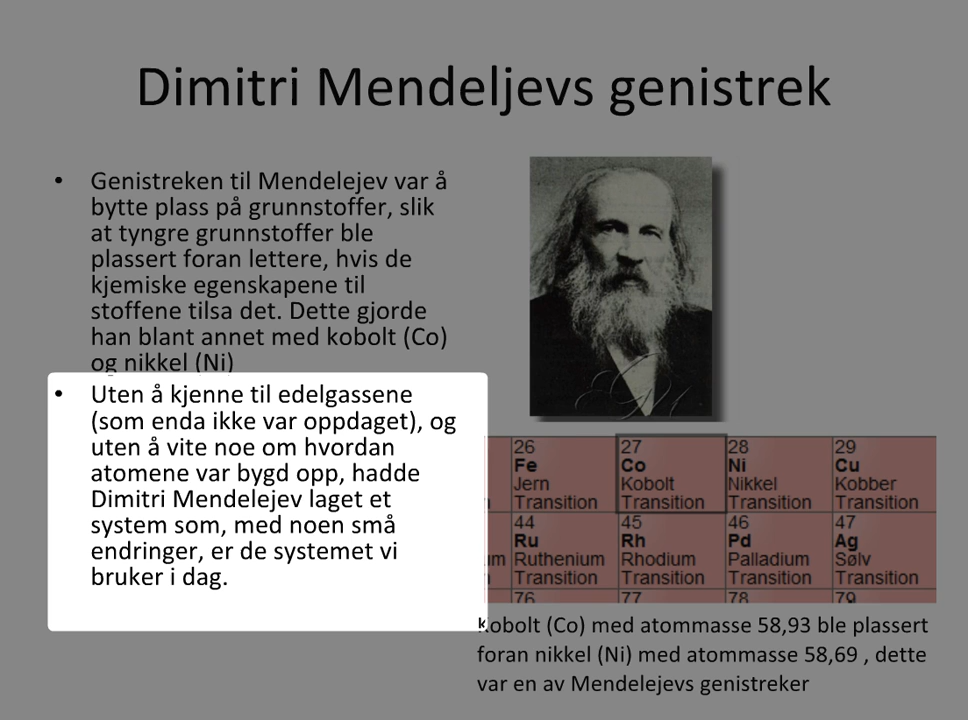 Dimitri Mendeljevs genistrek
• Genistreken til Mendelejev var å
bytte plass på grunnstoffer, slik
at tyngre grunnstoffer ble
plassert foran lettere, hvis de
kjemiske egenskapene til
stoffene tilsa det. Dette gjorde
han blant annet med kobolt (Co)
og nikkel (Ni)
• Uten å kjenne til edelgassene
(som enda ikke var oppdaget), og
uten å vite noe om hvordan
atomene var bygd opp, hadde
Dimitri Mendelejev laget et
system som, med noen små
endringer, er de systemet vi
bruker i dag.
26 27 28 29
Fe Co Ni Cu
Jern Kobolt Nikkel Kobber
Transition Transition Transition Transition
44 45 46 47
Ru Rh Pd Ag
Ruthenium Rhodium Palladium Sølv
Transition Transition Transition Transition
76 77 78 79
Kobolt (Co) med atommasse 58,93 ble plassert
foran nikkel (Ni) med atommasse 58,69 , dette
var en av Mendelejevs genistreker